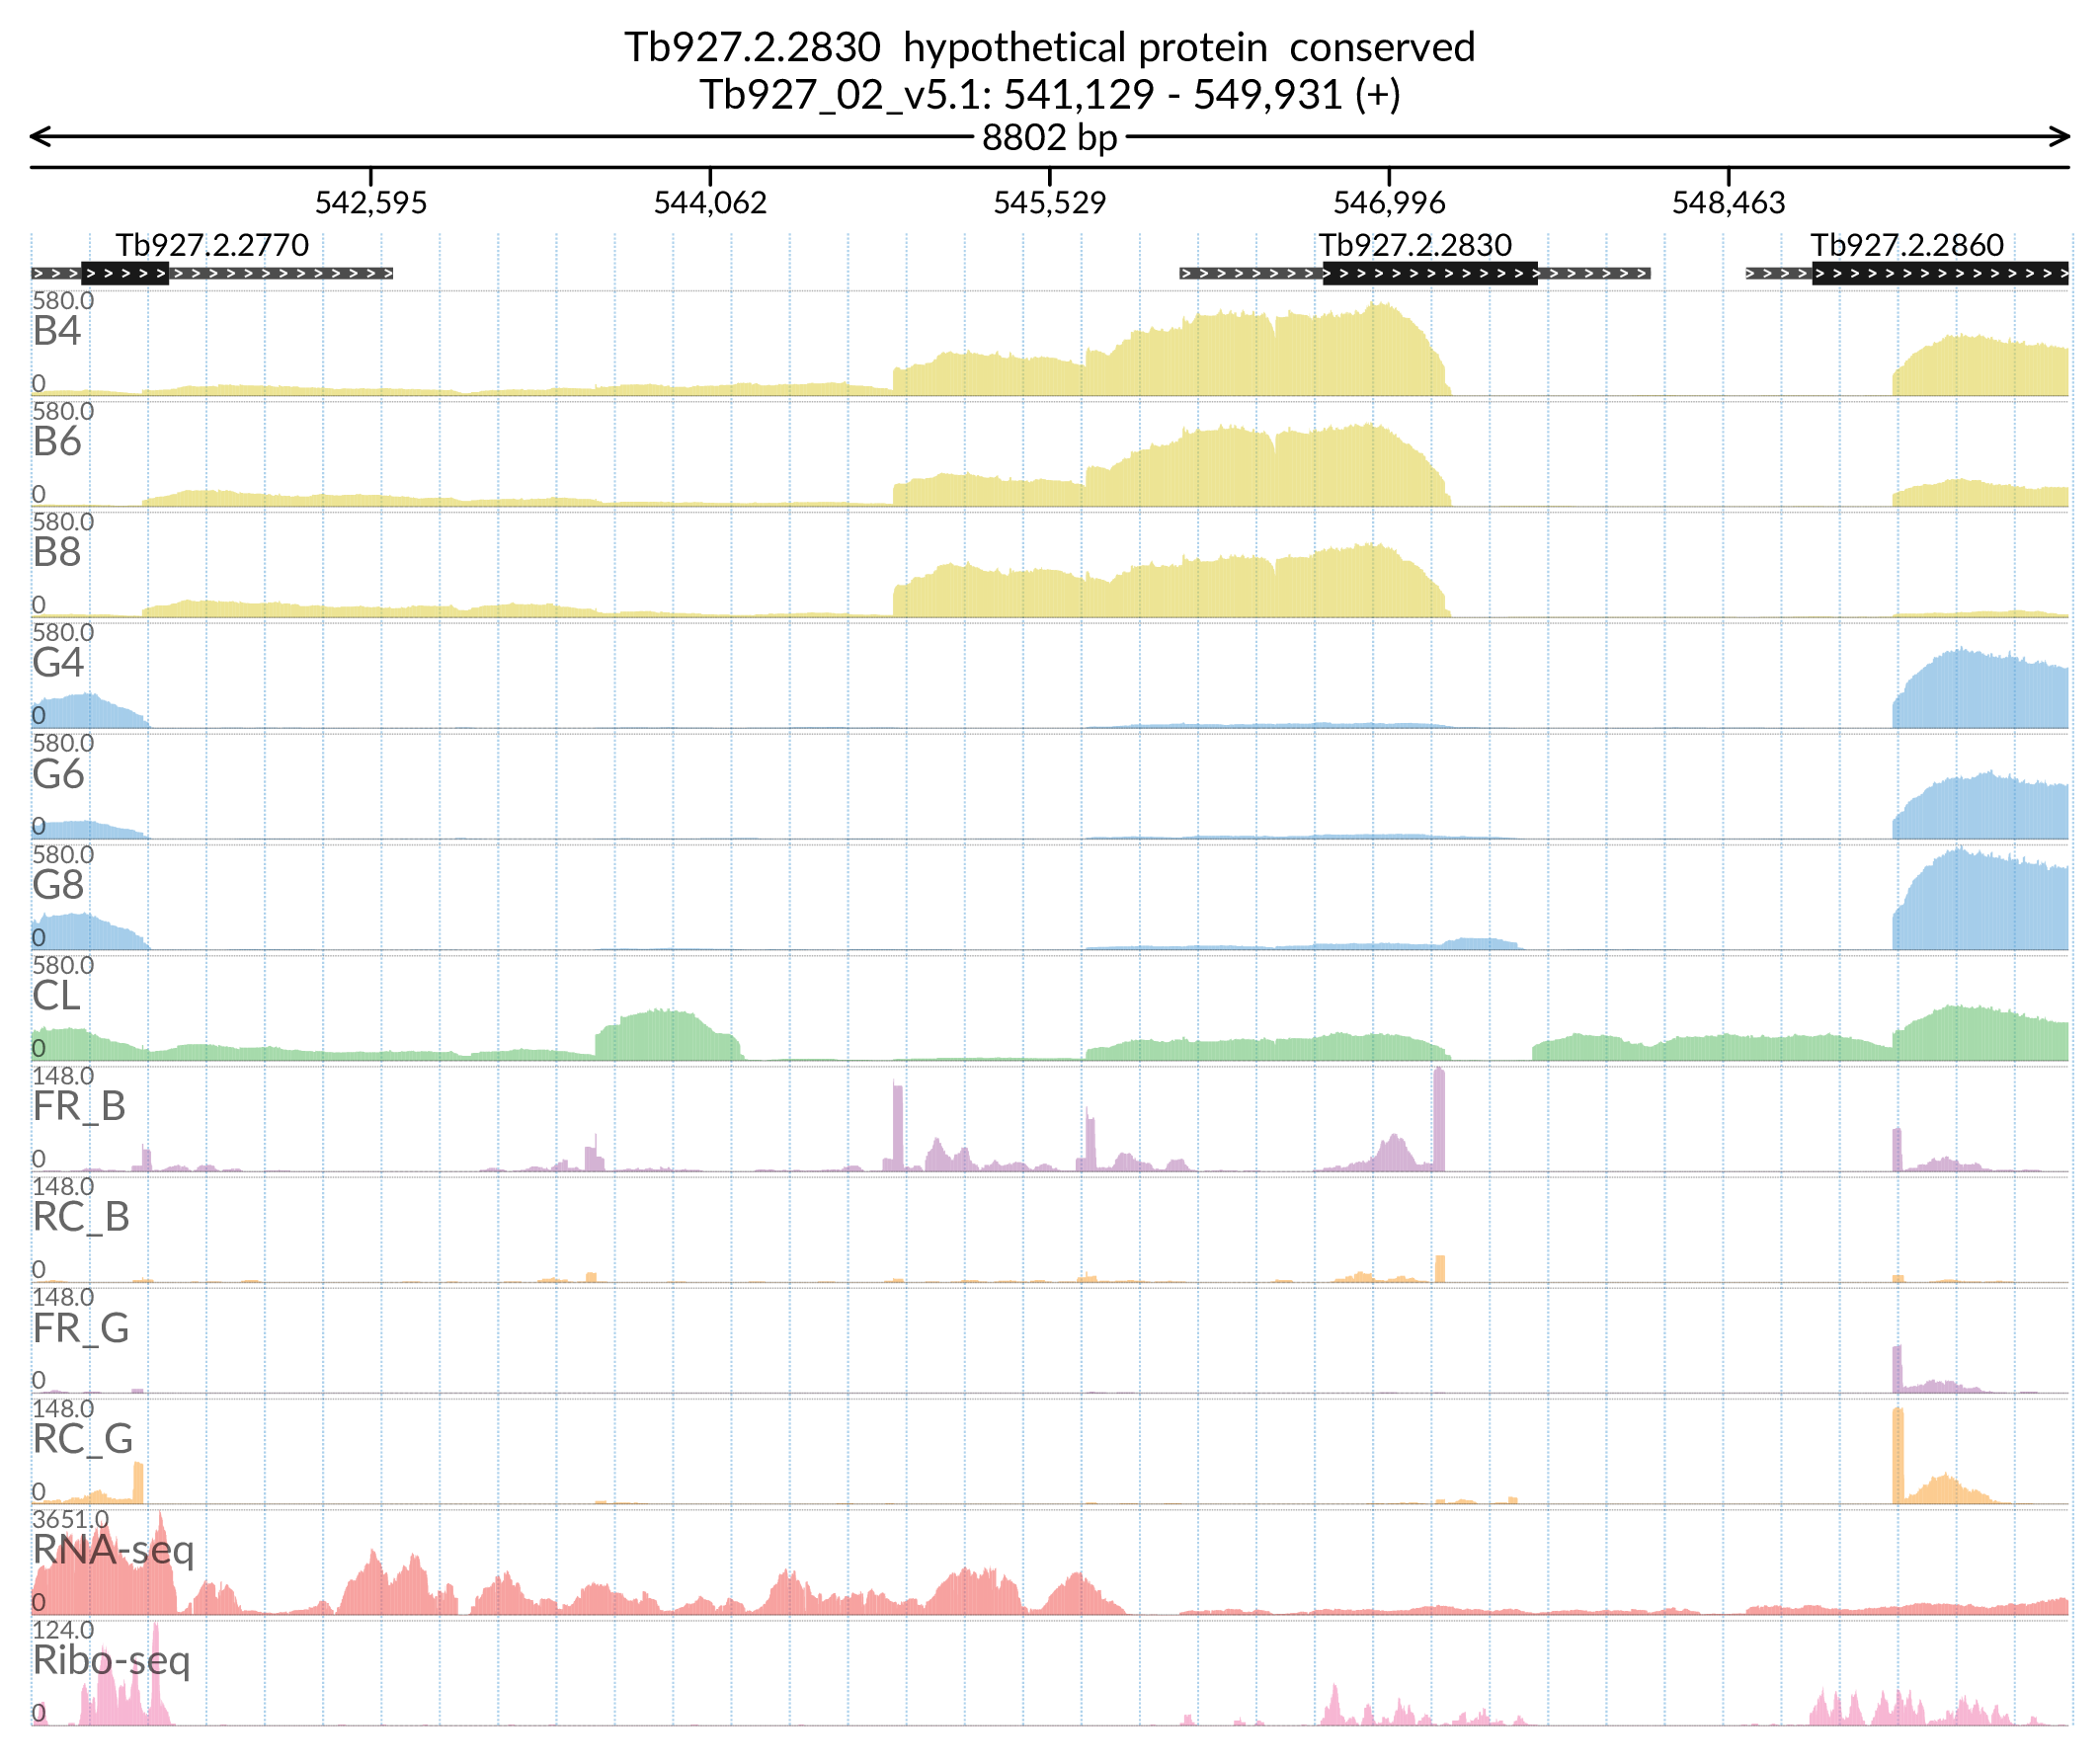 Tb927.2.2830 hypothetical protein conserved
Tb927_02_v5.1: 541,129 - 549,931 (+)
8802 bp
542,595 544,062 545,529 546,996 548,463
Tb927.2.2770 Tb927.2.2830 Tb927.2.2860
580.0
B4
0
580.0
B6
0
580.0
B8
0
580.0
G4
0
580.0
G6
0
580.0
G8
0
580.0
CL
0
148.0
FR_B
0
148.0
RC_B
0
148.0
FR_G
0
148.0
RC_G
0
3651.0
RNA-seq
0
124.0
Ribo-seq
0